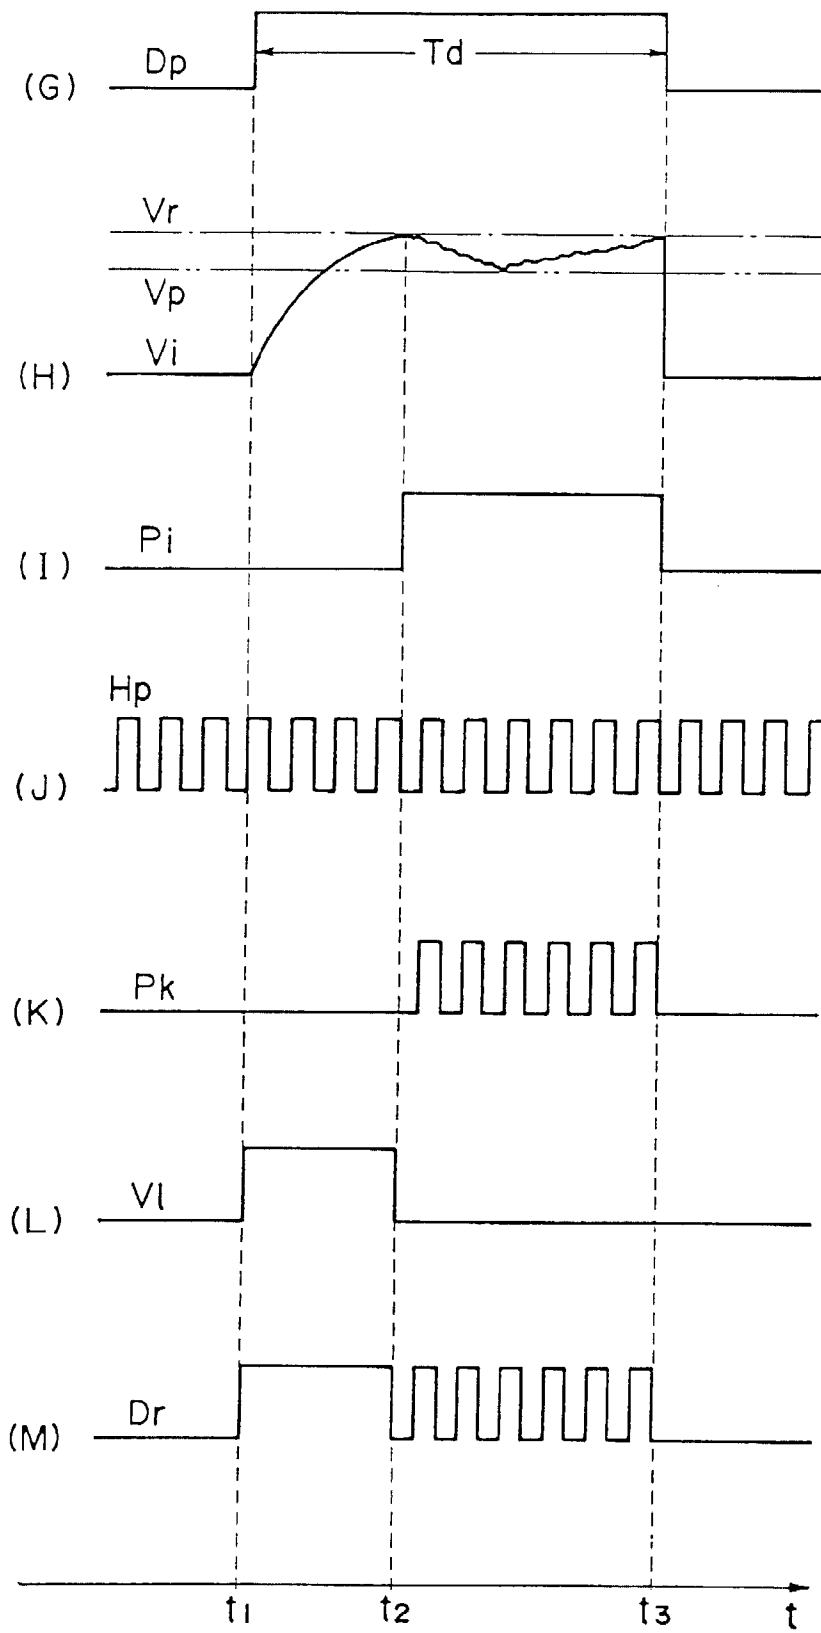 Td
(G) Dp
Vr
Vp
(H) Vi
(I) Pi
Hp
(J)
(K) Pk
(L) Vl
(M) Dr
t1 t2 t3 t